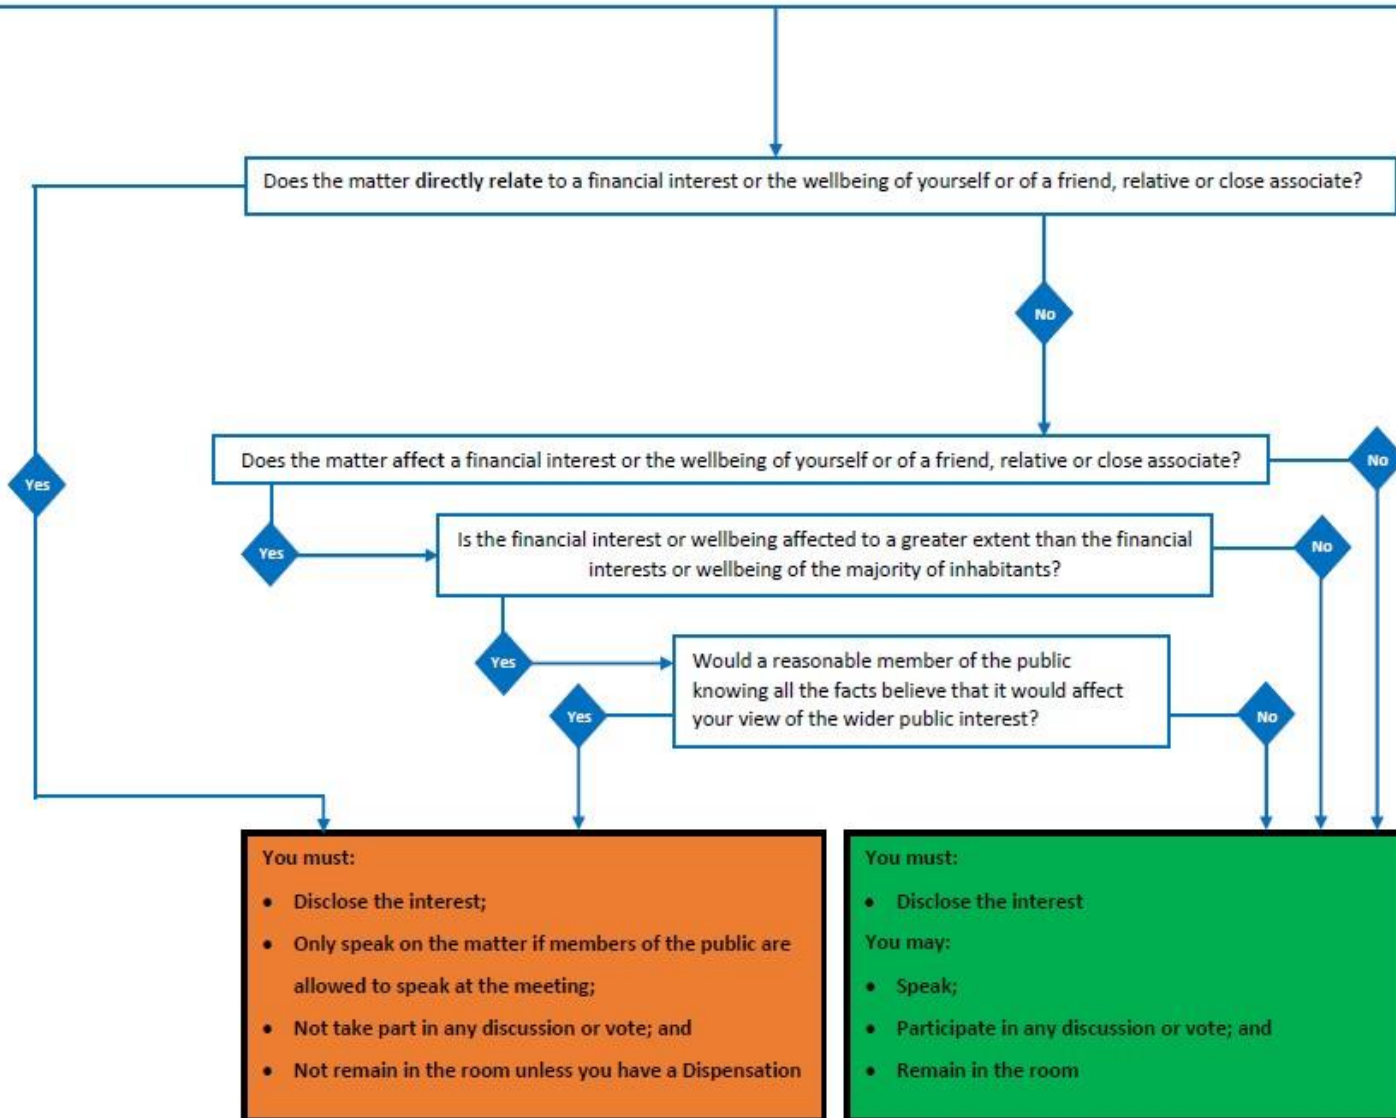 Does the matter directly relate to a financial interest or the wellbeing of yourself or of a friend, relative or close associate?
No
Does the matter affect a financial interest or the wellbeing of yourself or of a friend, relative or close associate?
No
Yes
Yes
Is the financial interest or wellbeing affected to a greater extent than the financial
interests or wellbeing of the majority of inhabitants?
No
Yes
Would a reasonable member of the public
knowing all the facts believe that it would affect
your view of the wider public interest?
Yes
No
You must:
• Disclose the interest;
• Only speak on the matter if members of the public are
allowed to speak at the meeting;
• Not take part in any discussion or vote; and
• Not remain in the room unless you have a Dispensation
You must:
• Disclose the interest
You may:
• Speak;
• Participate in any discussion or vote; and
• Remain in the room